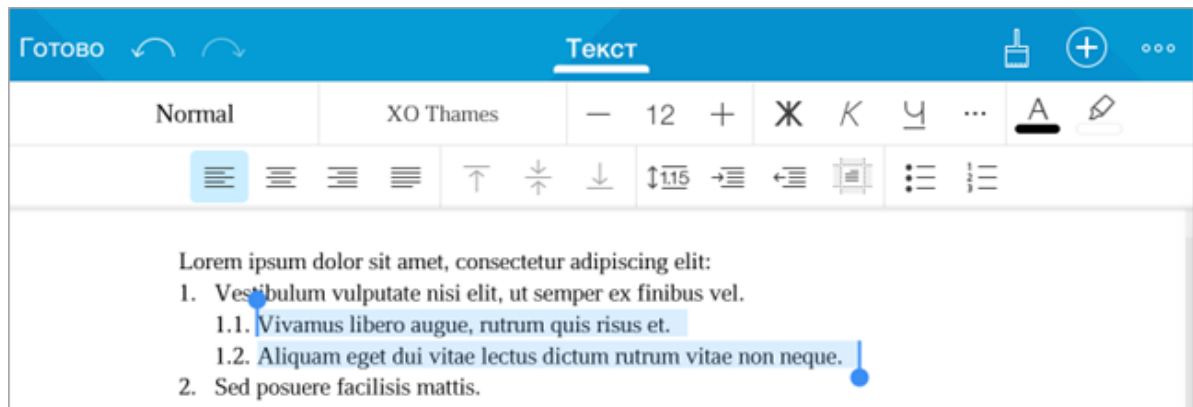 Готово Текст
Normal XO Thames 12 Ж К Ч ... А
1.15
Lorem ipsum dolor sit amet, consectetur adipiscing elit:
1. Vestibulum vulputate nisi elit, ut semper ex finibus vel.
1.1. Vivamus libero augue, rutrum quis risus et.
1.2. Aliquam eget dui vitae lectus dictum rutrum vitae non neque.
2. Sed posuere facilisis mattis.